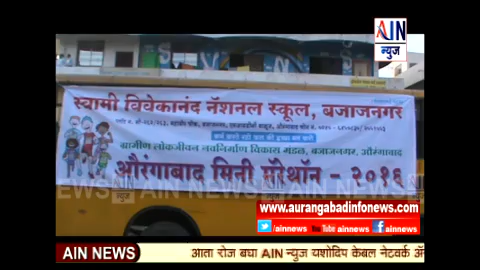 AIN
न्यूज
स्वामी विवेकानंद नॅशनल स्कूल, बजाजनगर
ग्रामीण लोकजीवन नवनिर्माण विकास मंडळ, बजाजनगर, औरंगाबाद
औरंगाबाद मिनी मॅरेथॉन - २०१६
www.aurangabadinfonews.com
/ainnews /ainnews /ainnews
AIN NEWS आता रोज बघा AIN न्युज यशोदिप केबल नेटवर्क